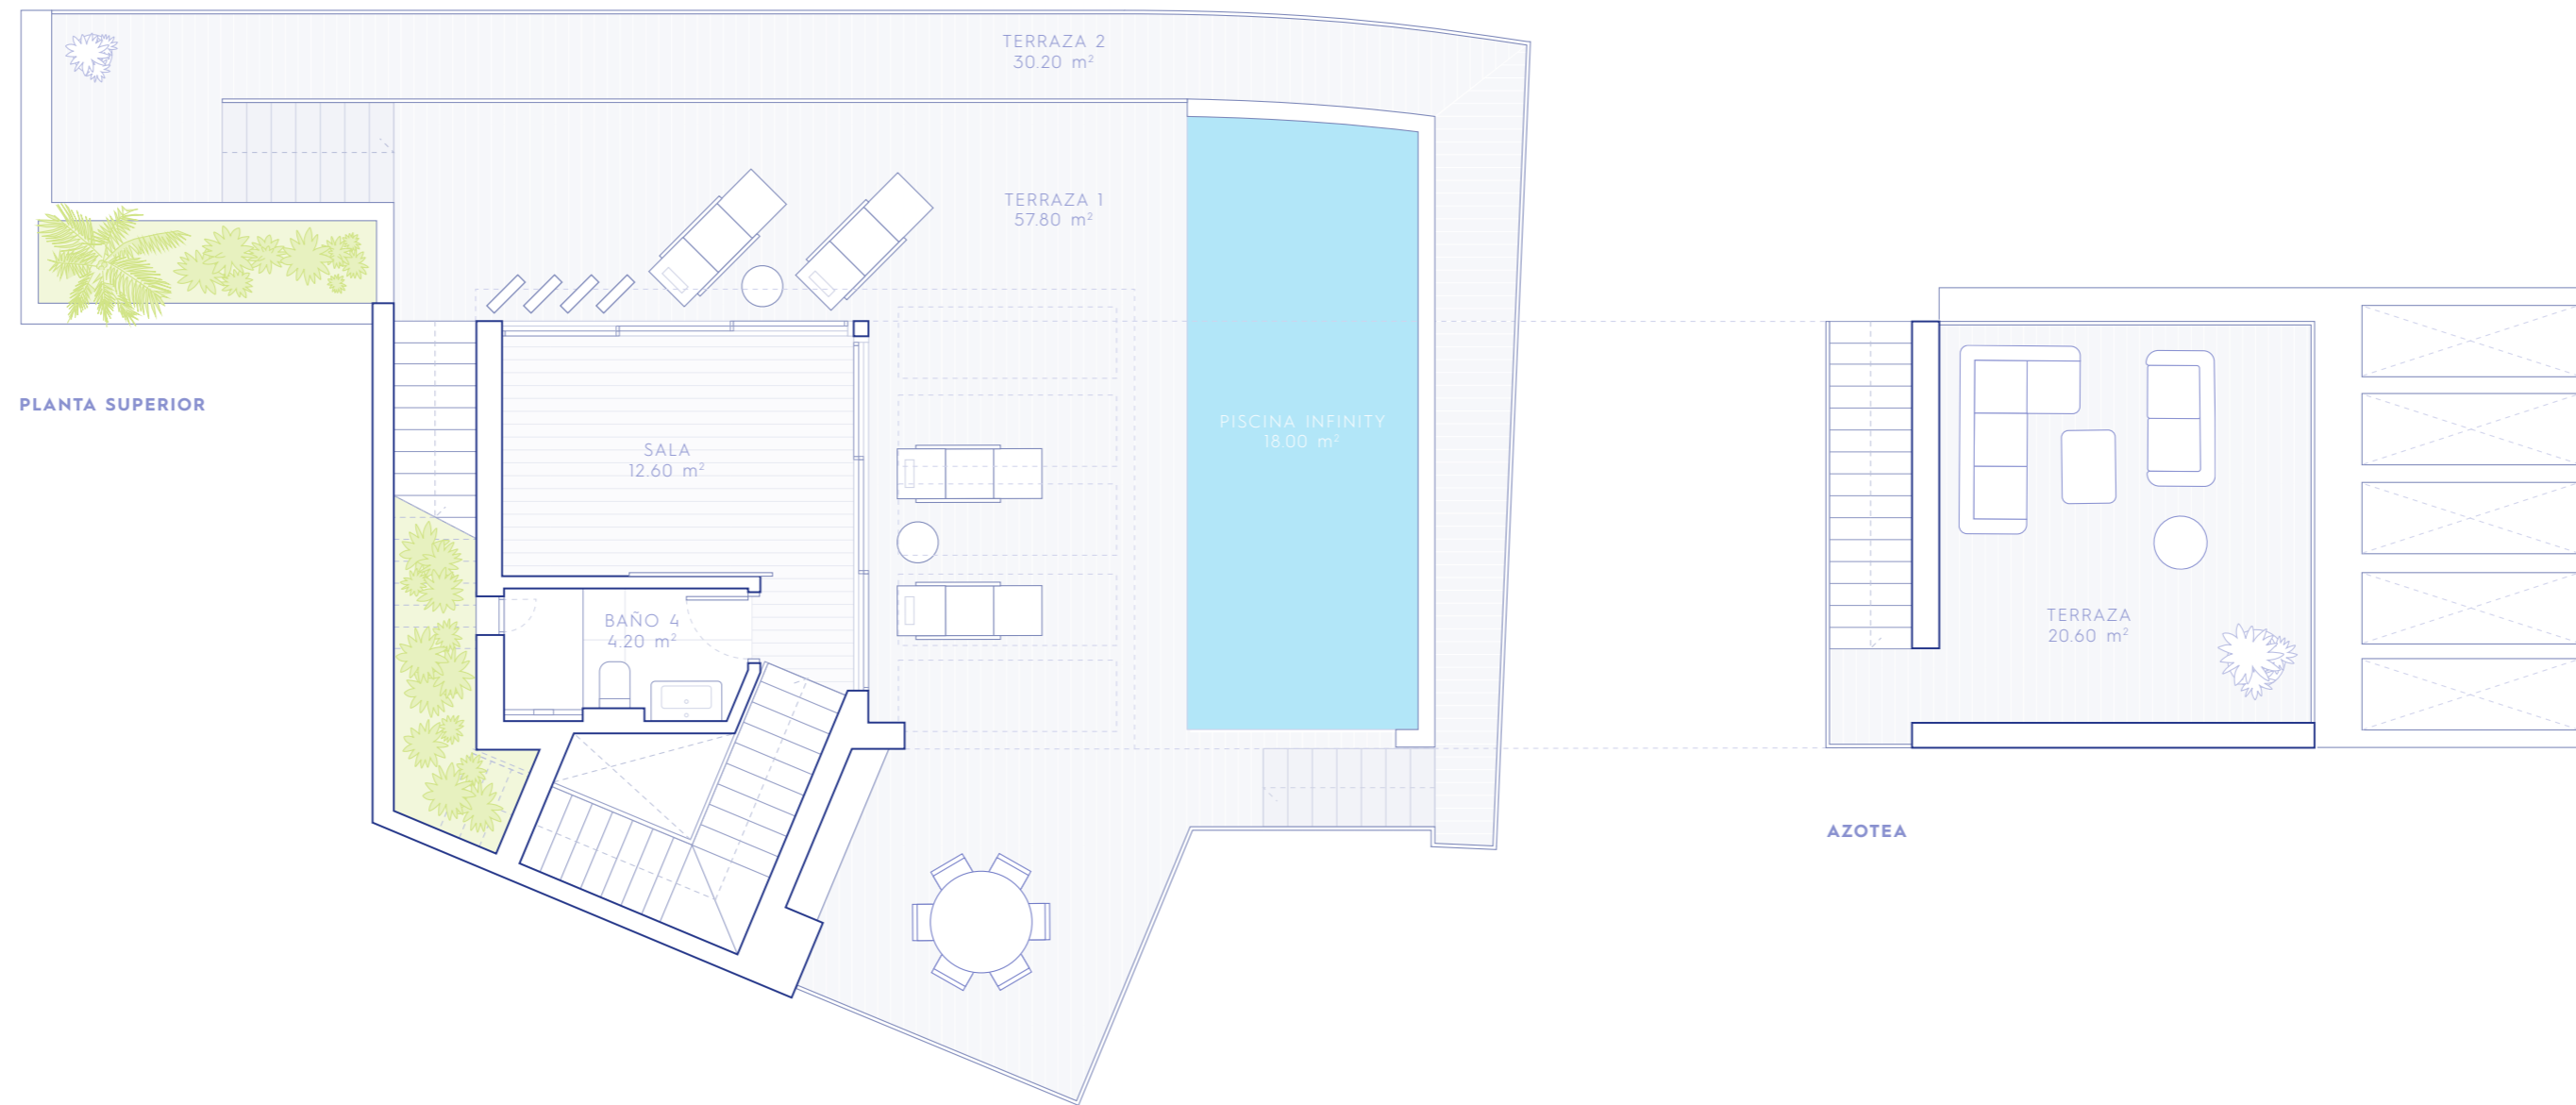 TERRAZA 2
30.20 m²
TERRAZA 1
57.80 m²
PLANTA SUPERIOR
PISCINA INFINITY
18.00 m²
SALA
12.60 m²
BAÑO 4
4.20 m²
TERRAZA
20.60 m²
AZOTEA